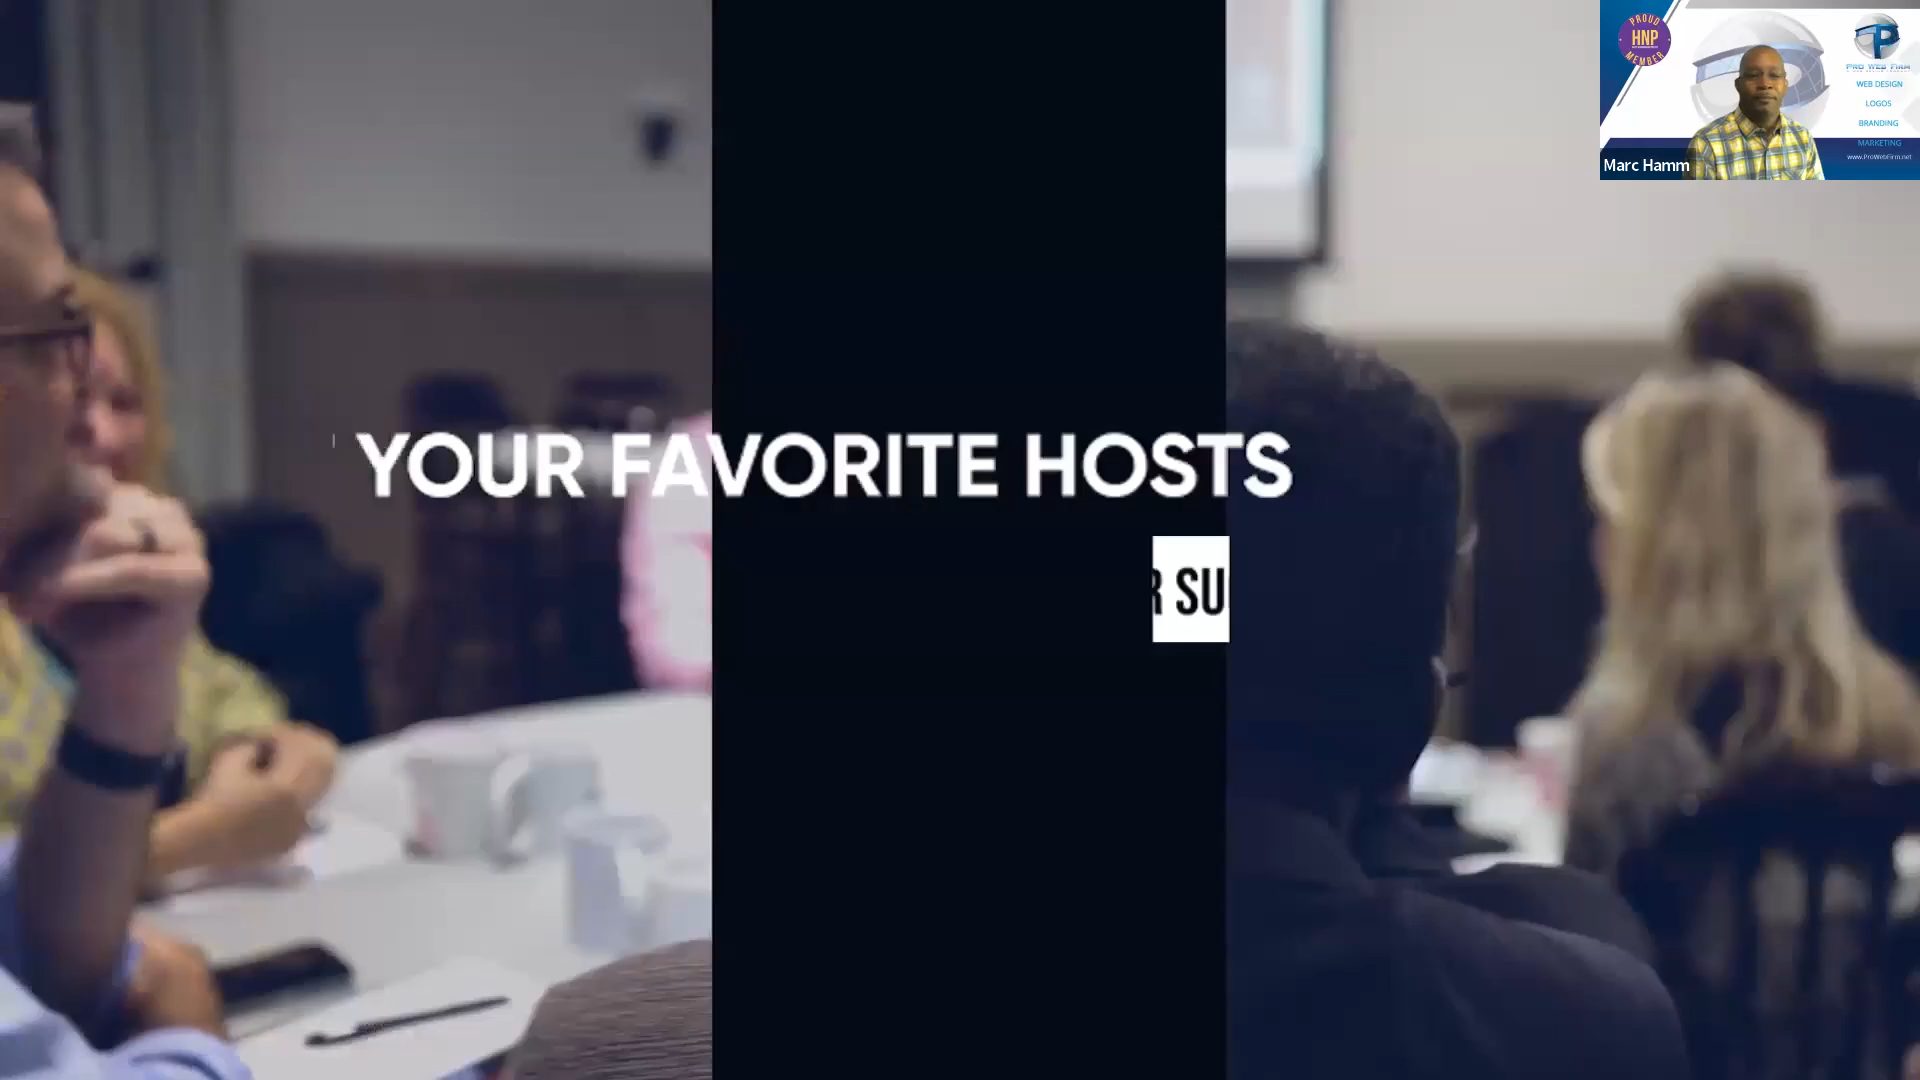 YOUR FAVORITE HOSTS
R SU
PROUD
HNP
MEMBER
PRO WEB FIRM
WEB DESIGN
LOGOS
BRANDING
MARKETING
www.ProWebFirm.net
Marc Hamm